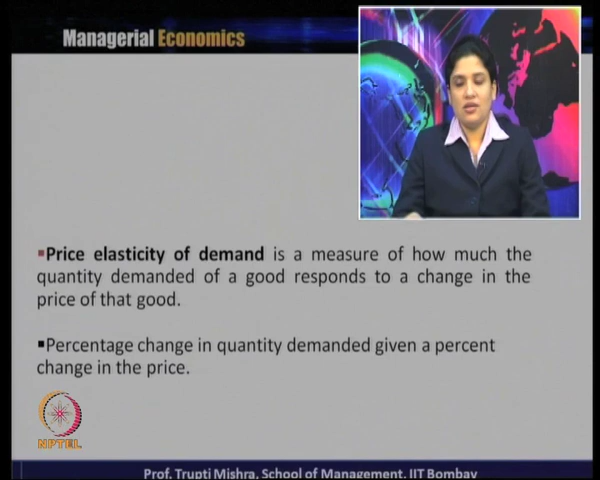 Managerial Economics
▪Price elasticity of demand is a measure of how much the
quantity demanded of a good responds to a change in the
price of that good.
▪Percentage change in quantity demanded given a percent
change in the price.
NPTEL
Prof. Trupti Mishra, School of Management, IIT Bombay